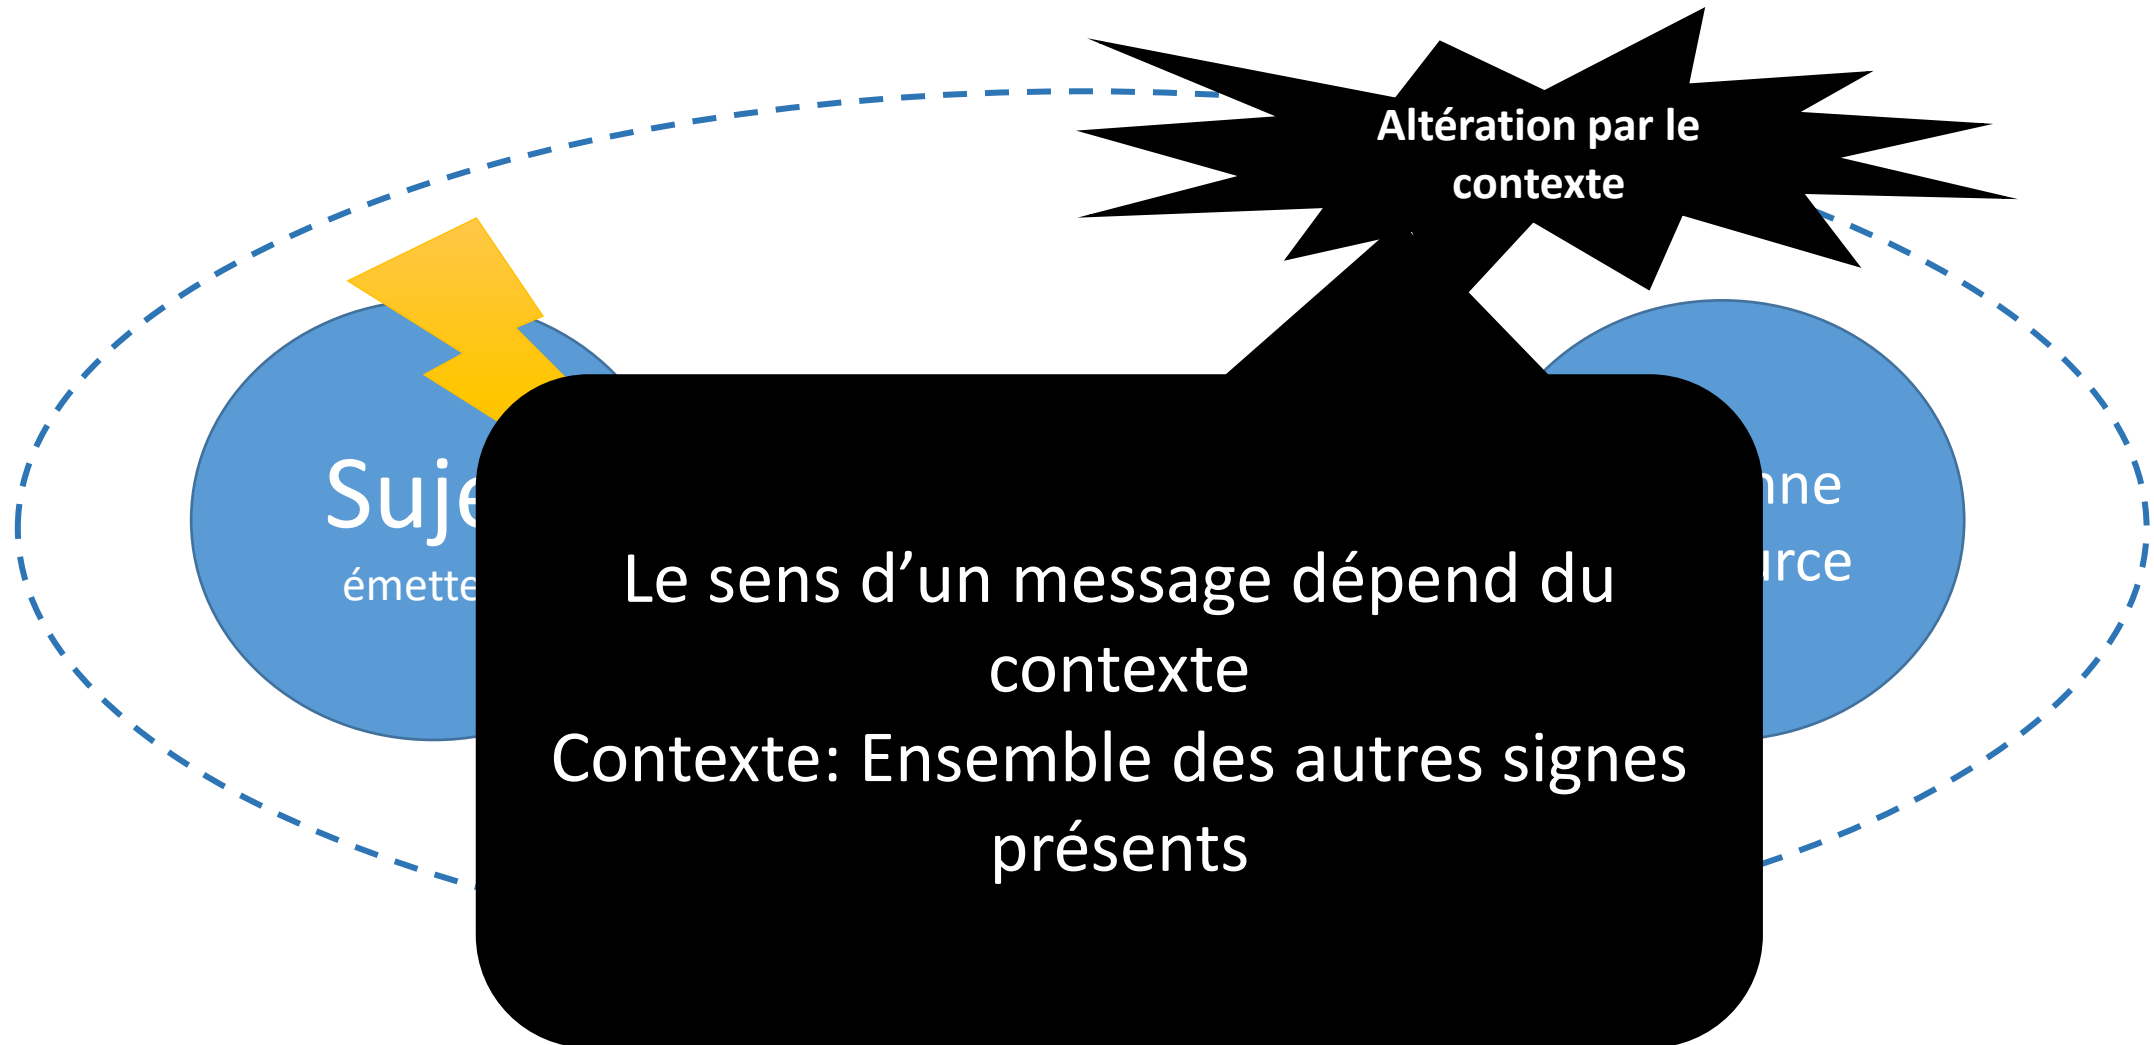 Altération par le
contexte
Suje
émette
nne
urce
Le sens d’un message dépend du
contexte
Contexte: Ensemble des autres signes
présents